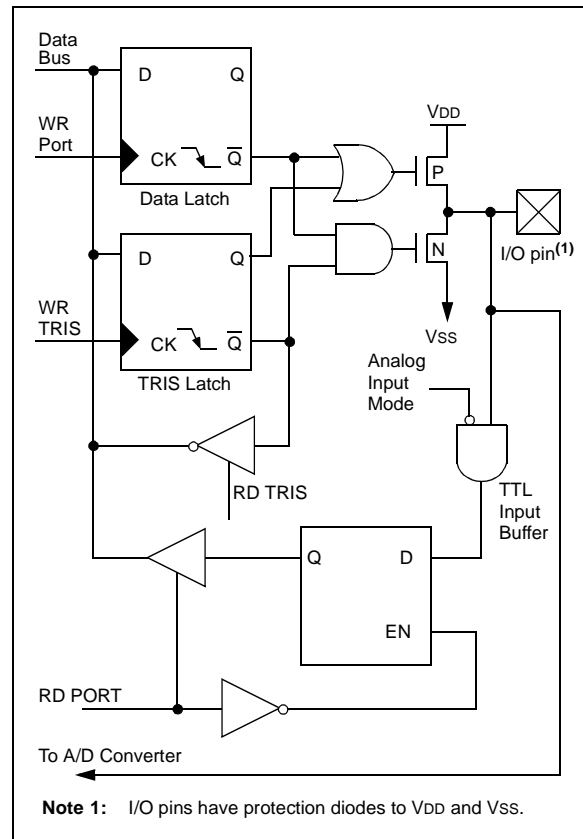 Data
Bus
D
Q
WR
Port
CK
Q
Data Latch
VDD
P
I/O pin(1)
N
VSS
D
Q
WR
TRIS
CK
Q
TRIS Latch
Analog
Input
Mode
RD TRIS
TTL
Input
Buffer
Q
D
EN
RD PORT
To A/D Converter
Note 1: I/O pins have protection diodes to VDD and VSS.